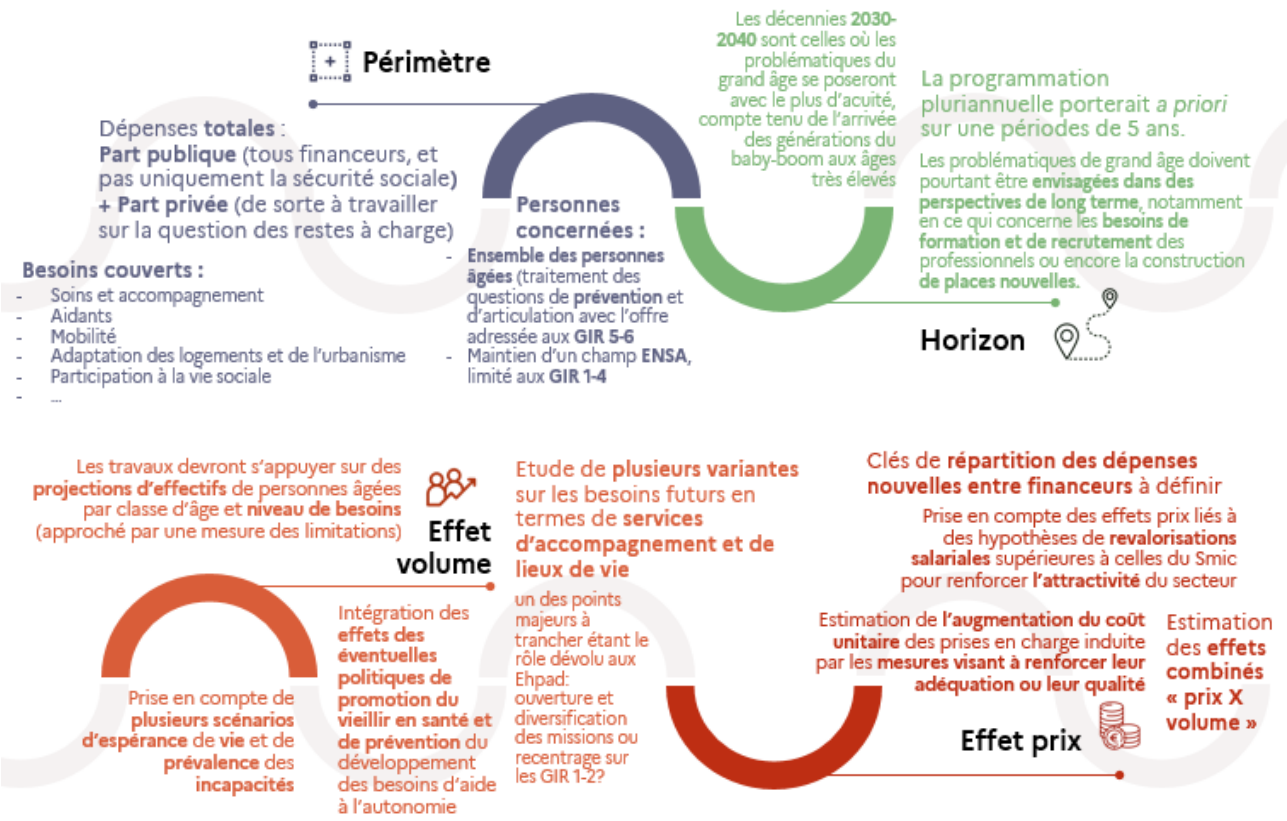 Périmètre
Dépenses totales :
Part publique (tous financeurs, et
pas uniquement la sécurité sociale)
+ Part privée (de sorte à travailler
sur la question des restes à charge)
Besoins couverts :
- Soins et accompagnement
- Aidants
- Mobilité
- Adaptation des logements et de l'urbanisme
- Participation à la vie sociale
- ...
Personnes
concernées :
- Ensemble des personnes
âgées (traitement des
questions de prévention et
d'articulation avec l'offre
adressée aux GIR 5-6
- Maintien d'un champ ENSA,
limité aux GIR 1-4
Les décennies 2030-
2040 sont celles où les
problématiques du
grand âge se poseront
avec le plus d'acuité,
compte tenu de l'arrivée
des générations du
baby-boom aux âges
très élevés
La programmation
pluriannuelle porterait a priori
sur une périodes de 5 ans.
Les problématiques de grand âge doivent
pourtant être envisagées dans des
perspectives de long terme, notamment
en ce qui concerne les besoins de
formation et de recrutement des
professionnels ou encore la construction
de places nouvelles.
Horizon
Les travaux devront s'appuyer sur des
projections d'effectifs de personnes âgées
par classe d'âge et niveau de besoins
(approché par une mesure des limitations)
Effet
volume
Prise en compte de
plusieurs scénarios
d'espérance de vie et de
prévalence des
incapacités
Intégration des
effets des
éventuelles
politiques de
promotion du
vieillir en santé et
de prévention du
développement
des besoins d'aide
à l'autonomie
Etude de plusieurs variantes
sur les besoins futurs en
termes de services
d'accompagnement et de
lieux de vie
un des points
majeurs à
trancher étant le
rôle dévolu aux
Ehpad:
ouverture et
diversification
des missions ou
recentrage sur
les GIR 1-2?
Clés de répartition des dépenses
nouvelles entre financeurs à définir
Prise en compte des effets prix liés à
des hypothèses de revalorisations
salariales supérieures à celles du Smic
pour renforcer l'attractivité du secteur
Estimation de l'augmentation du coût
unitaire des prises en charge induite
par les mesures visant à renforcer leur
adéquation ou leur qualité
Estimation
des effets
combinés
« prix X
volume »
Effet prix